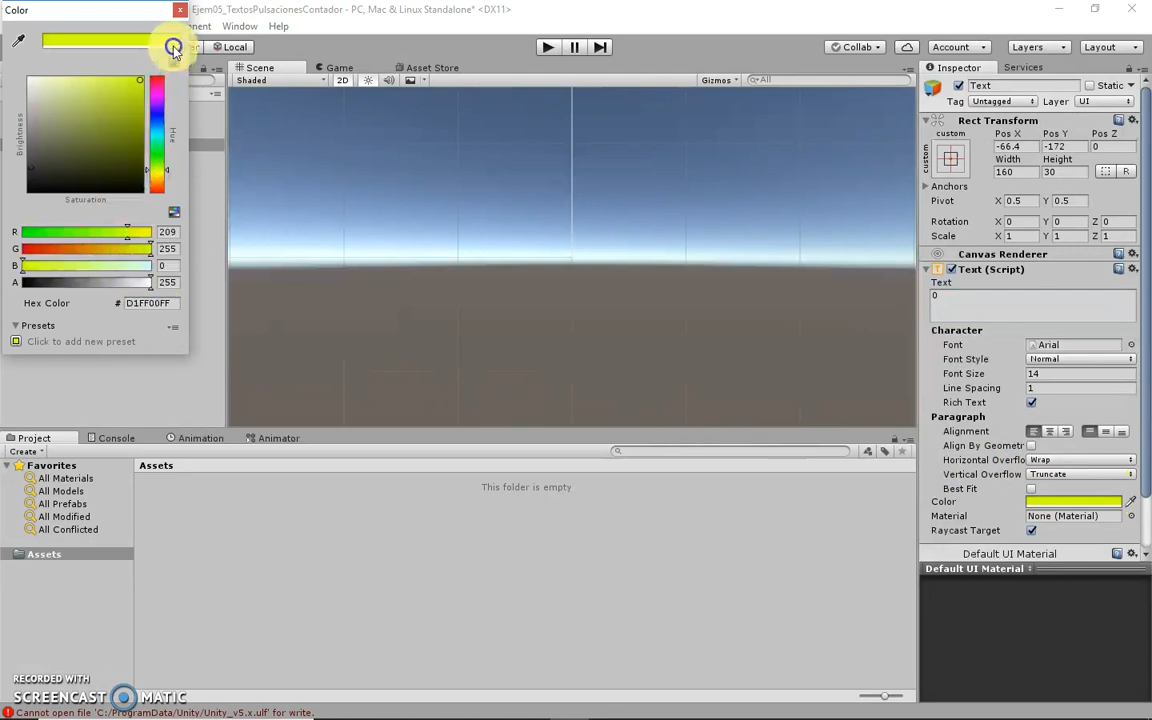 Color
x
Ejem05_TextosPulsacionesContador - PC, Mac & Linux Standalone* <DX11>
Window Help
Local
Collab
Account
Layers
Layout
Scene
Game
Asset Store
Inspector
Services
Shaded
2D
Gizmos
All
Text
Static
Tag
Untagged
Layer
UI
Rect Transform
custom
custom
Pos X
Pos Y
Pos Z
-66.4
-172
0
Width
Height
160
30
R
Anchors
Pivot
X 0.5
Y 0.5
Rotation
X 0
Y 0
Z 0
Scale
X 1
Y 1
Z 1
Canvas Renderer
Text (Script)
Text
0
Character
Font
Arial
Font Style
Normal
Font Size
14
Line Spacing
1
Rich Text
Paragraph
Alignment
Align By Geometr
Horizontal Overflo
Wrap
Vertical Overflow
Truncate
Best Fit
Color
Material
None (Material)
Raycast Target
Default UI Material
Default UI Material
Brightness
Hue
Saturation
R
209
G
255
B
0
A
255
Hex Color
# D1FF00FF
Presets
Click to add new preset
Project
Console
Animation
Animator
Create
Favorites
All Materials
All Models
All Prefabs
All Modified
All Conflicted
Assets
Assets
This folder is empty
RECORDED WITH
SCREENCAST MATIC
Cannot open file 'C:/ProgramData/Unity/Unity_v5.x.ulf' for write.